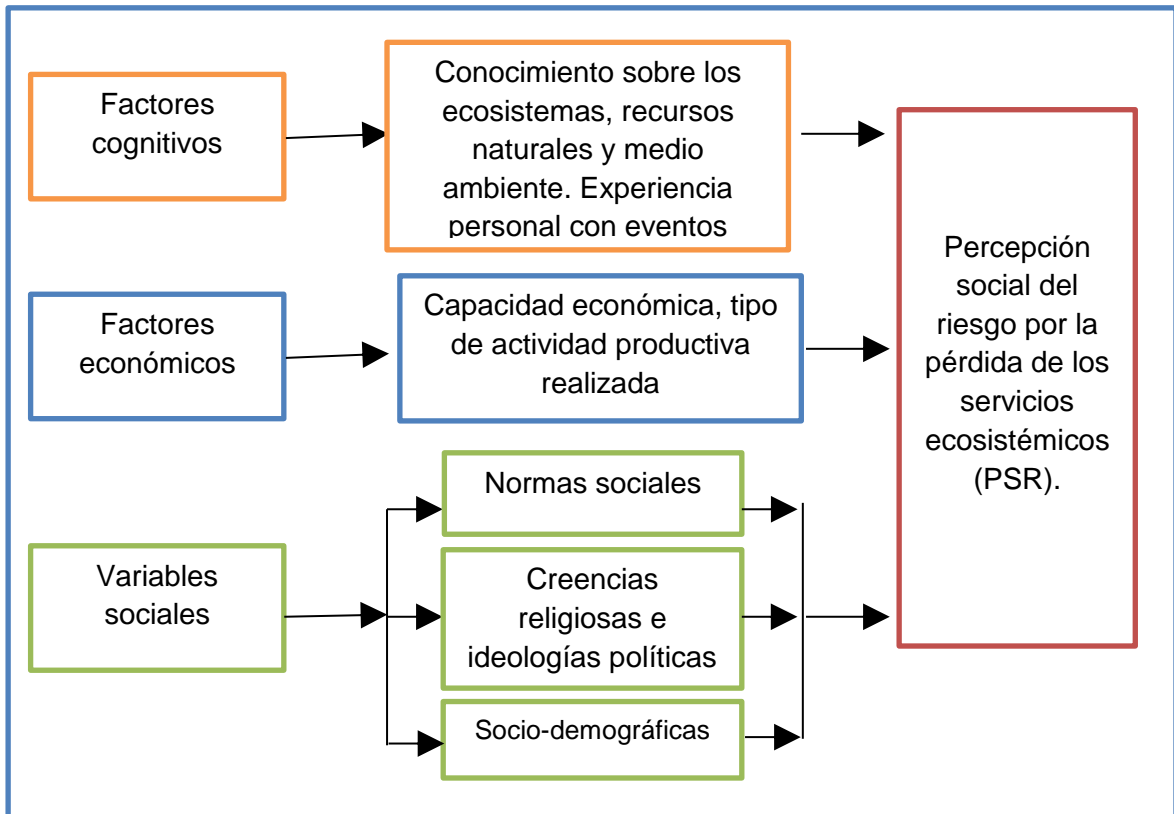 Factores
cognitivos
Conocimiento sobre los
ecosistemas, recursos
naturales y medio
ambiente. Experiencia
personal con eventos
Factores
económicos
Capacidad económica, tipo
de actividad productiva
realizada
Variables
sociales
Normas sociales
Creencias
religiosas e
ideologías políticas
Socio-demográficas
Percepción
social del
riesgo por la
pérdida de los
servicios
ecosistémicos
(PSR).